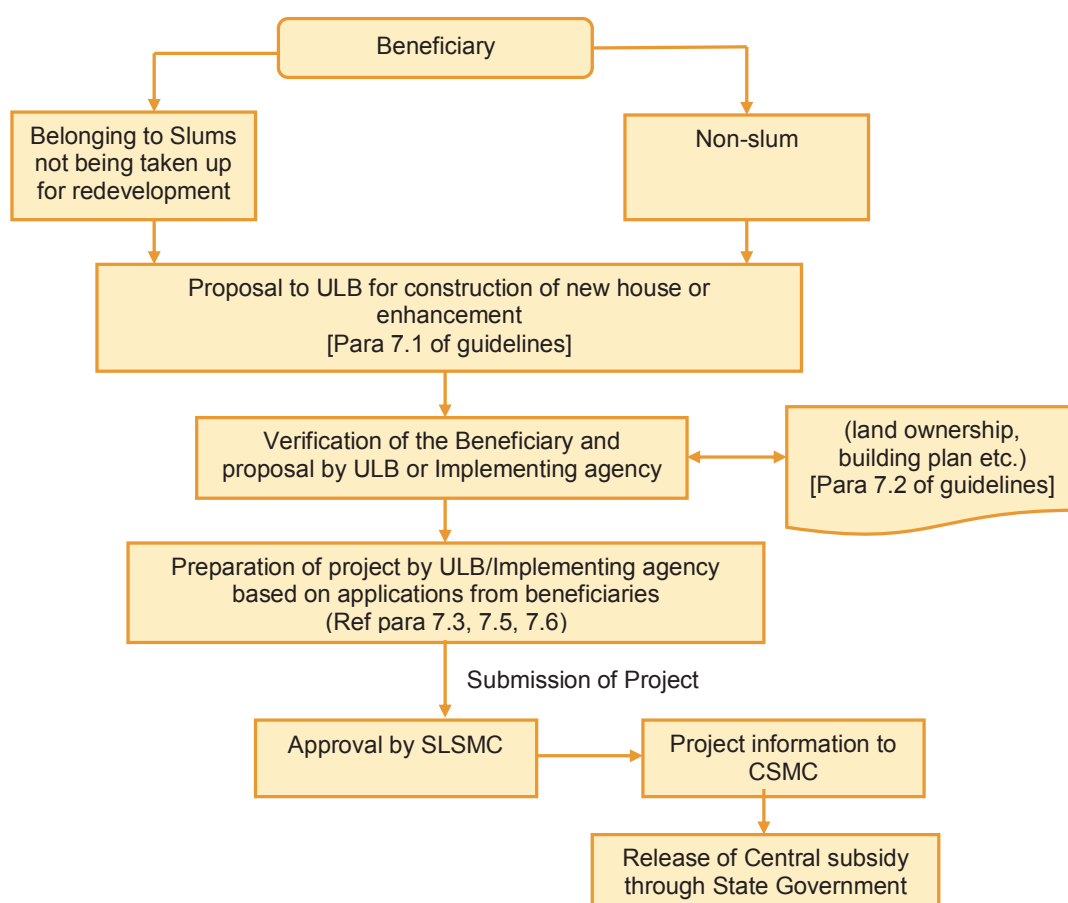 Beneficiary
Belonging to Slums
not being taken up
for redevelopment
Non-slum
Proposal to ULB for construction of new house or
enhancement
[Para 7.1 of guidelines]
Verification of the Beneficiary and
proposal by ULB or Implementing agency
(land ownership,
building plan etc.)
[Para 7.2 of guidelines]
Preparation of project by ULB/Implementing agency
based on applications from beneficiaries
(Ref para 7.3, 7.5, 7.6)
Submission of Project
Approval by SLSMC
Project information to
CSMC
Release of Central subsidy
through State Government